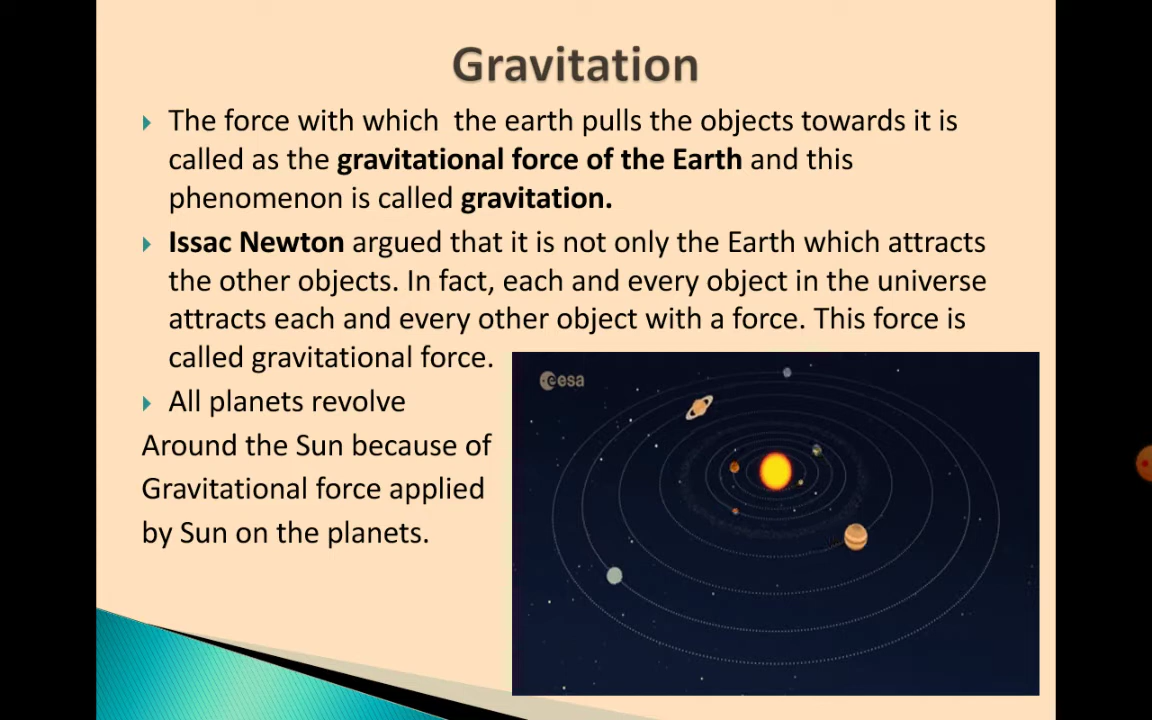 Gravitation
The force with which the earth pulls the objects towards it is
called as the gravitational force of the Earth and this
phenomenon is called gravitation.
Issac Newton argued that it is not only the Earth which attracts
the other objects. In fact, each and every object in the universe
attracts each and every other object with a force. This force is
called gravitational force.
esa
All planets revolve
Around the Sun because of
Gravitational force applied
by Sun on the planets.